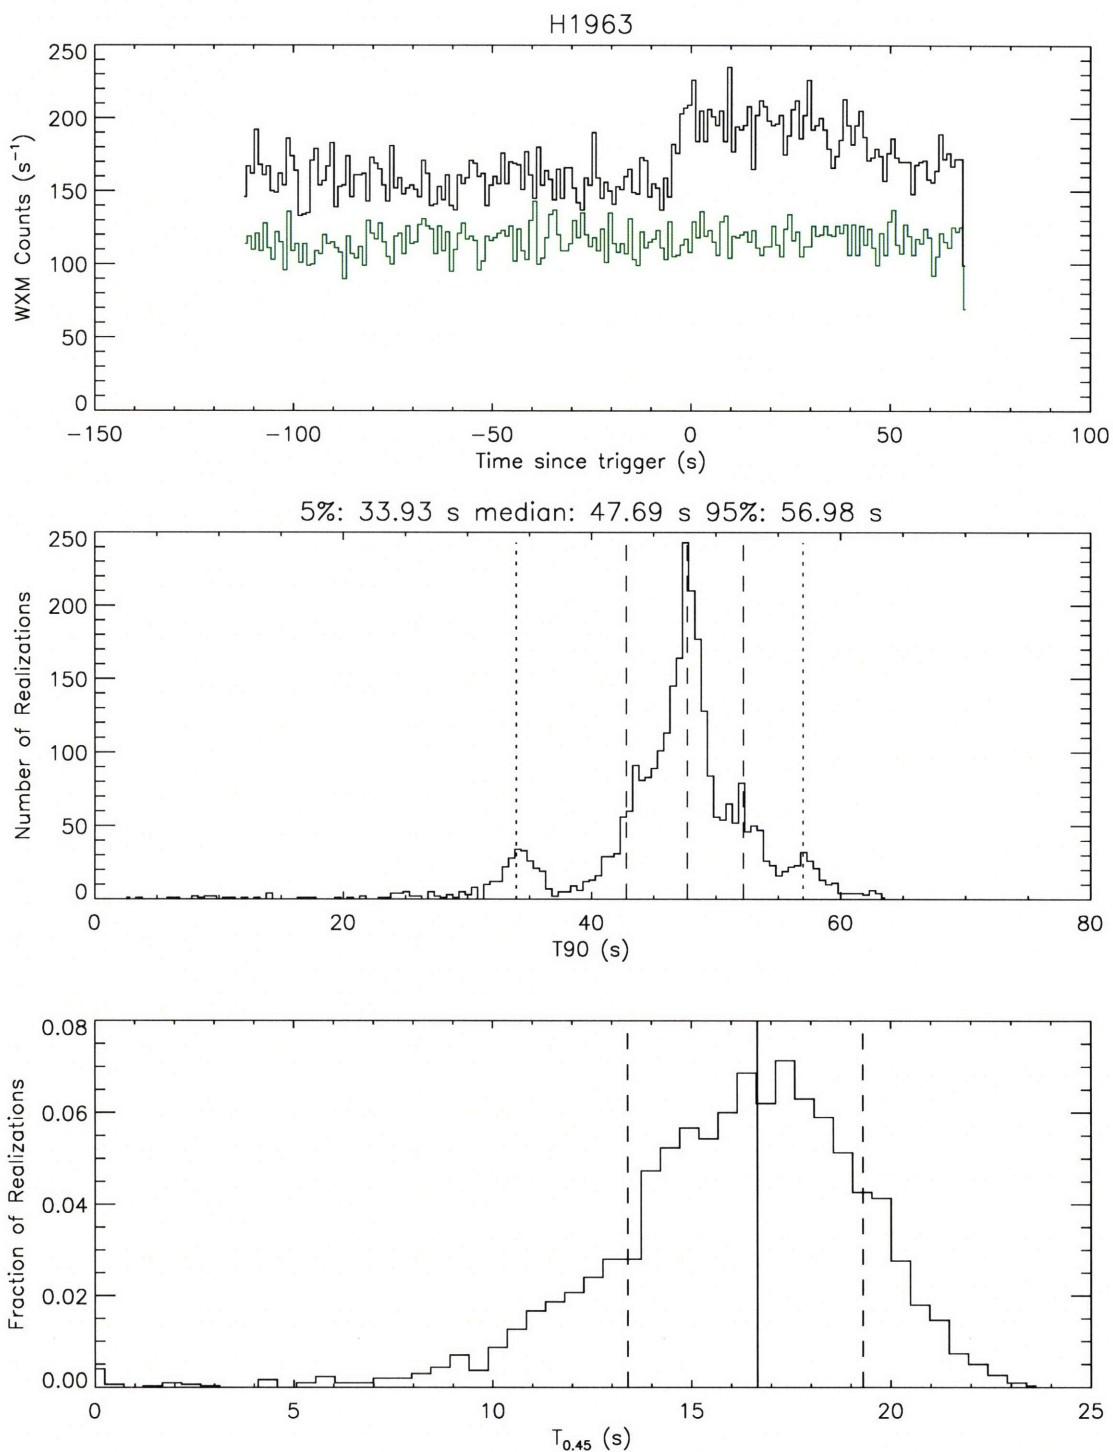 H1963
250
200
150
100
50
0
WXM Counts (s⁻¹)
−150 −100 −50 0 50 100
Time since trigger (s)
5%: 33.93 s median: 47.69 s 95%: 56.98 s
250
200
150
100
50
0
Number of Realizations
0 20 40 60 80
T90 (s)
0.08
0.06
0.04
0.02
0.00
Fraction of Realizations
0 5 10 15 20 25
T₀.₄₅ (s)